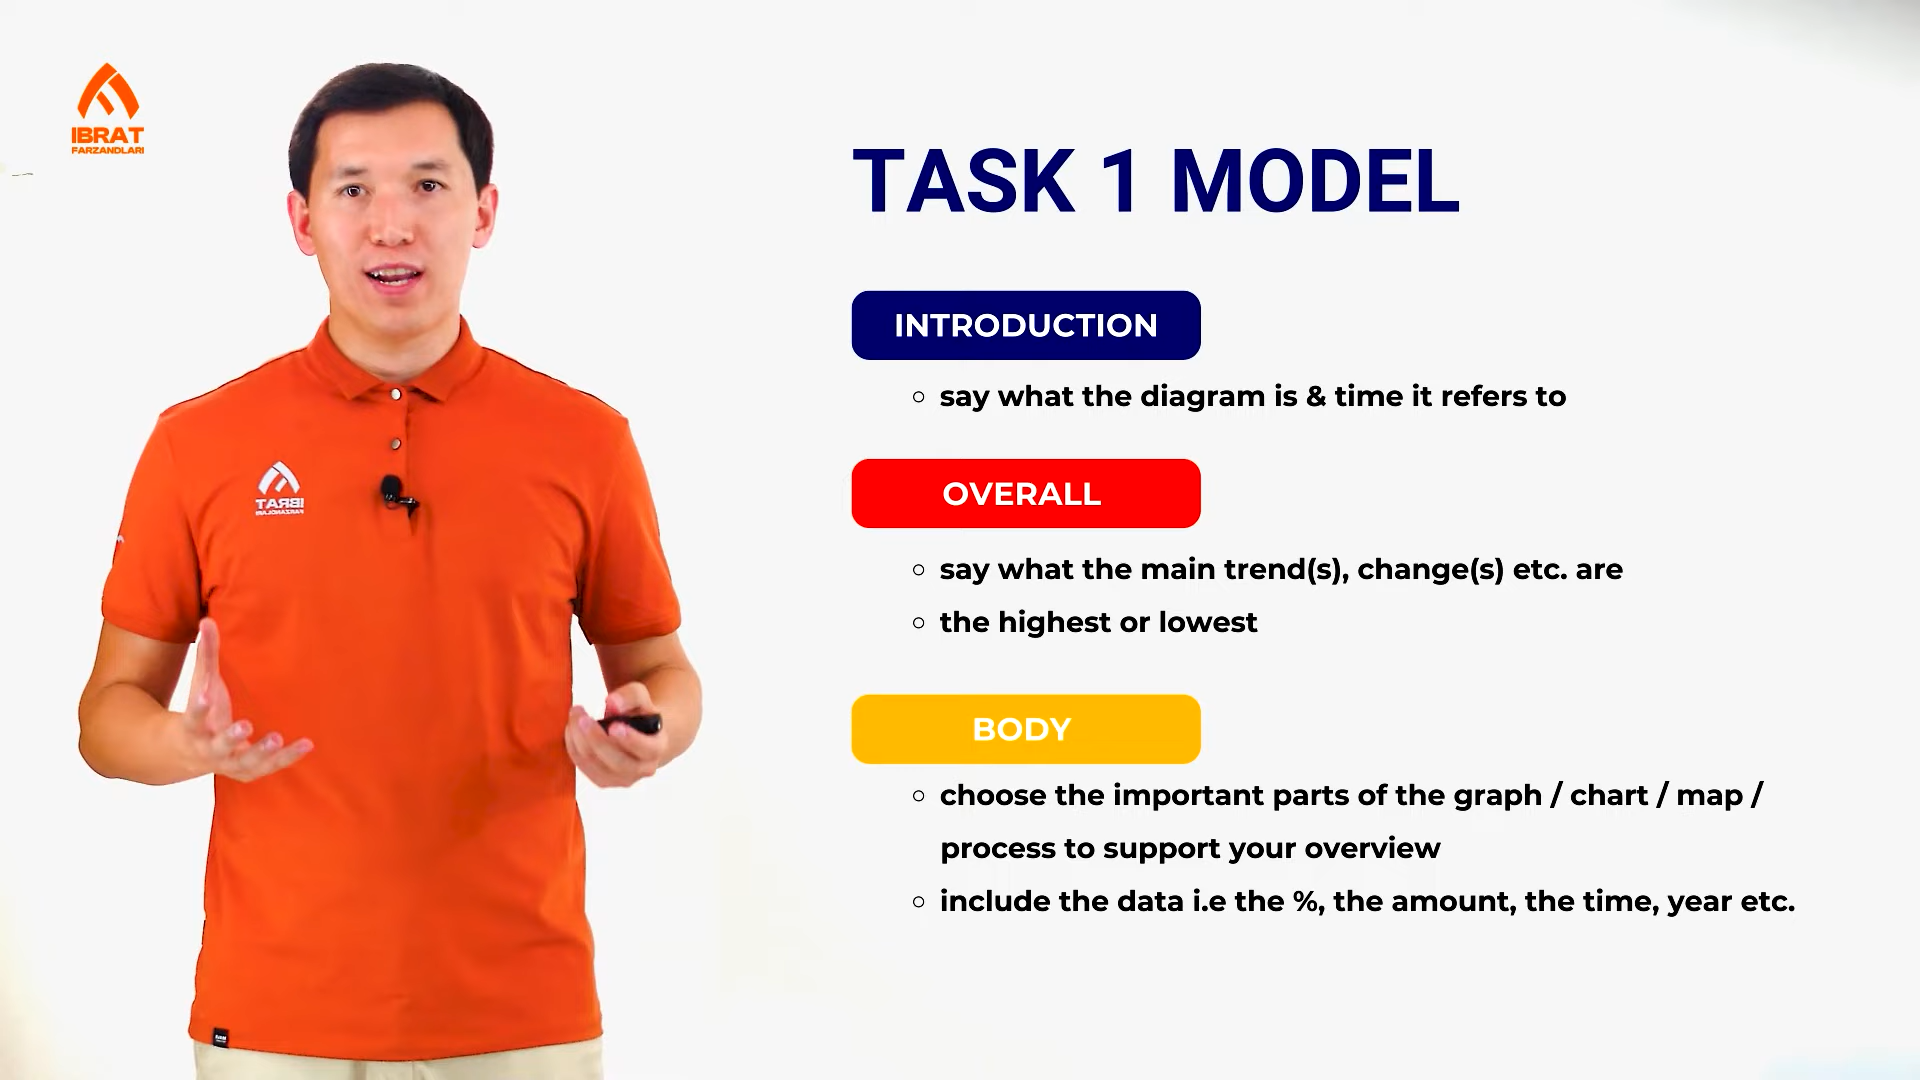 IBRAT
FARZANDLARI
TASK 1 MODEL
INTRODUCTION
say what the diagram is & time it refers to
OVERALL
say what the main trend(s), change(s) etc. are
the highest or lowest
BODY
choose the important parts of the graph / chart / map /
process to support your overview
include the data i.e the %, the amount, the time, year etc.
IBRAT
FARZANDLARI